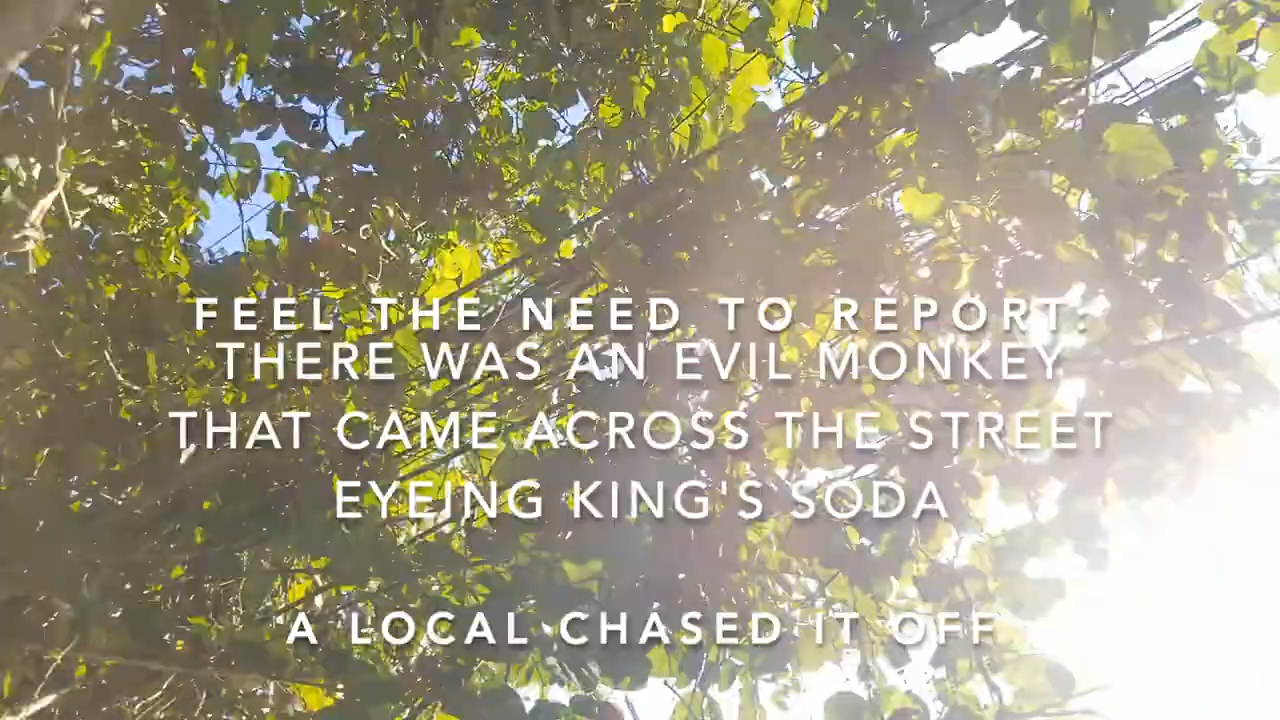 FEEL THE NEED TO REPORT:
THERE WAS AN EVIL MONKEY
THAT CAME ACROSS THE STREET
EYEING KING'S SODA
A LOCAL CHASED IT OFF